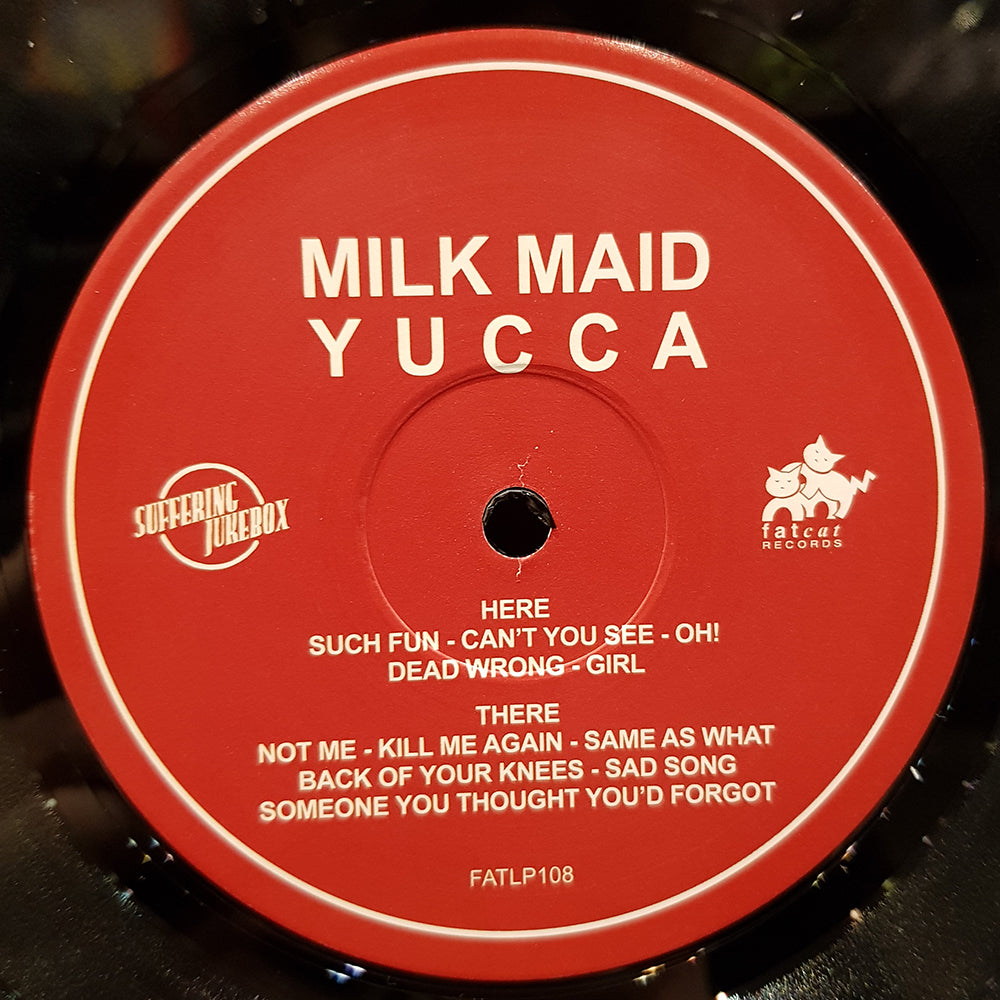 MILK MAID
YUCCA
SUFFERING
JUKEBOX
fatcat
RECORDS
HERE
SUCH FUN - CAN'T YOU SEE - OH!
DEAD WRONG - GIRL
THERE
NOT ME - KILL ME AGAIN - SAME AS WHAT
BACK OF YOUR KNEES - SAD SONG
SOMEONE YOU THOUGHT YOU'D FORGOT
FATLP108